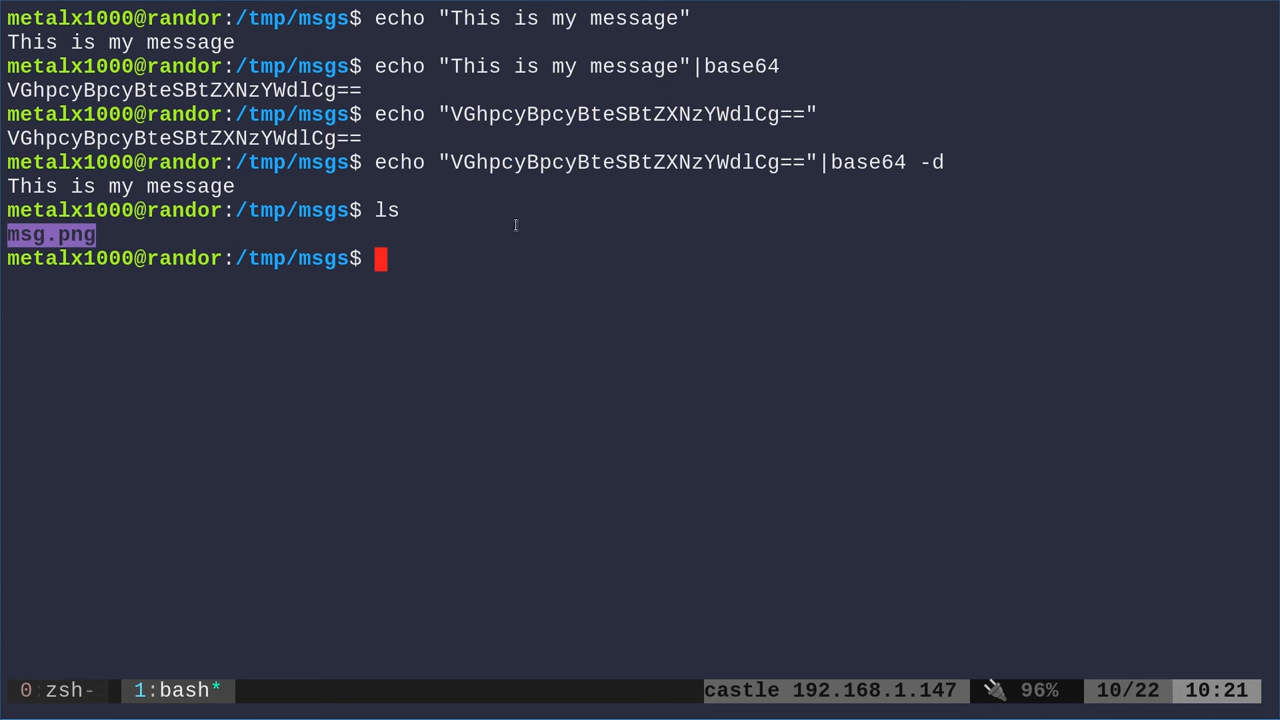 metalx1000@randor:/tmp/msgs$ echo "This is my message"
This is my message
metalx1000@randor:/tmp/msgs$ echo "This is my message"|base64
VGhpcyBpcyBteSBtZXNzYWdlCg==
metalx1000@randor:/tmp/msgs$ echo "VGhpcyBpcyBteSBtZXNzYWdlCg=="
VGhpcyBpcyBteSBtZXNzYWdlCg==
metalx1000@randor:/tmp/msgs$ echo "VGhpcyBpcyBteSBtZXNzYWdlCg=="|base64 -d
This is my message
metalx1000@randor:/tmp/msgs$ ls
msg.png
metalx1000@randor:/tmp/msgs$
0:zsh- 1:bash* castle 192.168.1.147 🔌 96% 10/22 10:21